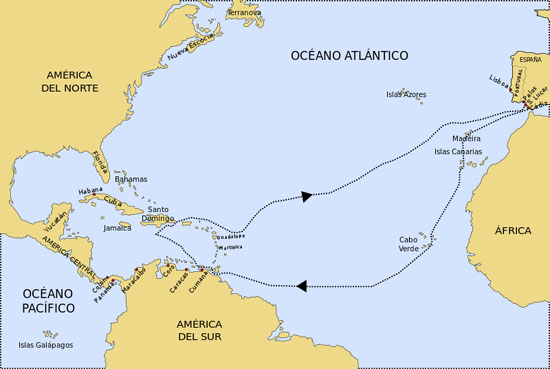 Terranova
Nueva Escocia
OCÉANO ATLÁNTICO
ESPAÑA
PORTUGAL
Lisboa
Palos
S. Lucar
Cádiz
AMÉRICA
DEL NORTE
Islas Azores
Madeira
Islas Canarias
Florida
Bahamas
Habana
Cuba
Santo
Domingo
Yucatán
Jamaica
Guadalupe
Martinica
ÁFRICA
Cabo
Verde
AMÉRICA CENTRAL
Colón
Panamá
Maracaibo
Coro
Caracas
Cumaná
OCÉANO
PACÍFICO
AMÉRICA
DEL SUR
Islas Galápagos